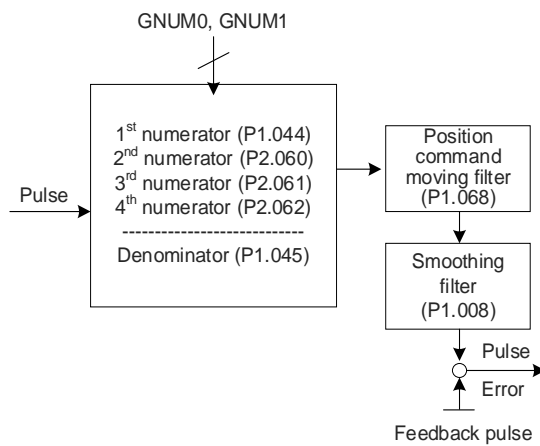 GNUM0, GNUM1
1st numerator (P1.044)
2nd numerator (P2.060)
3rd numerator (P2.061)
4th numerator (P2.062)
----------------------------
Denominator (P1.045)
Pulse
Position
command
moving filter
(P1.068)
Smoothing
filter
(P1.008)
Pulse
Error
Feedback pulse